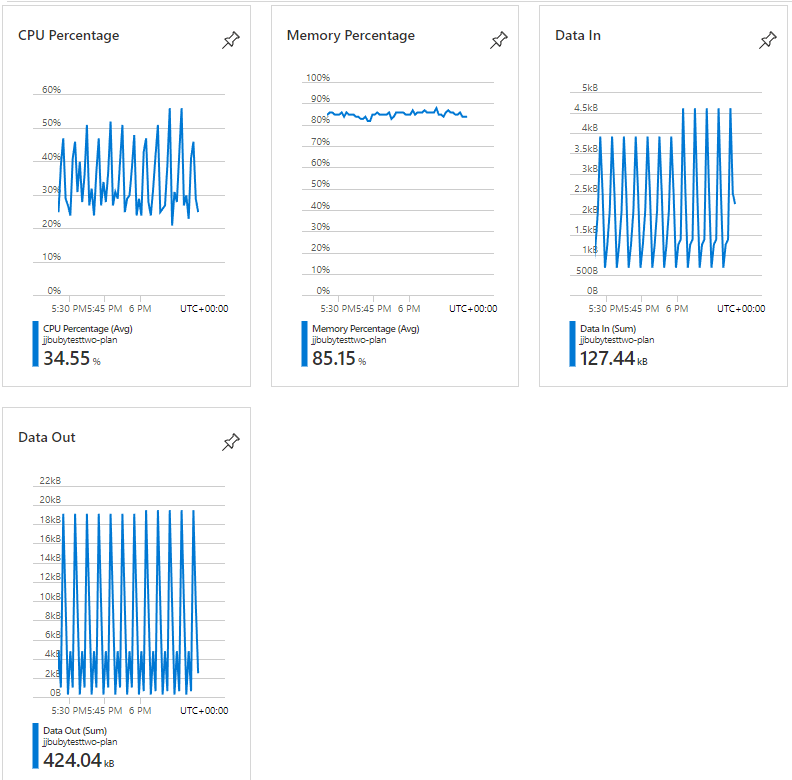 CPU Percentage
60%
50%
40%
30%
20%
10%
0%
5:30 PM 5:45 PM 6 PM UTC+00:00
CPU Percentage (Avg)
jjbubytesttwo-plan
34.55 %
Memory Percentage
100%
90%
80%
70%
60%
50%
40%
30%
20%
10%
0%
5:30 PM 5:45 PM 6 PM UTC+00:00
Memory Percentage (Avg)
jjbubytesttwo-plan
85.15 %
Data In
5kB
4.5kB
4kB
3.5kB
3kB
2.5kB
2kB
1.5kB
1kB
500B
0B
5:30 PM 5:45 PM 6 PM UTC+00:00
Data In (Sum)
jjbubytesttwo-plan
127.44 kB
Data Out
22kB
20kB
18kB
16kB
14kB
12kB
10kB
8kB
6kB
4kB
2kB
0B
5:30 PM 5:45 PM 6 PM UTC+00:00
Data Out (Sum)
jjbubytesttwo-plan
424.04 kB